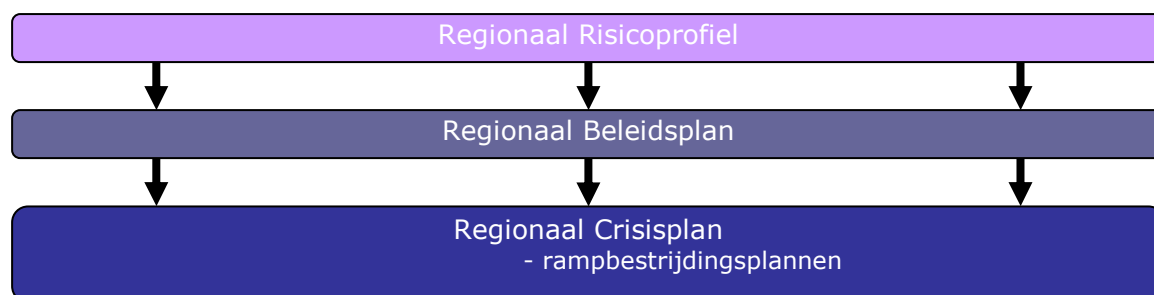 Regionaal Risicoprofiel
Regionaal Beleidsplan
Regionaal Crisisplan
- rampbestrijdingsplannen